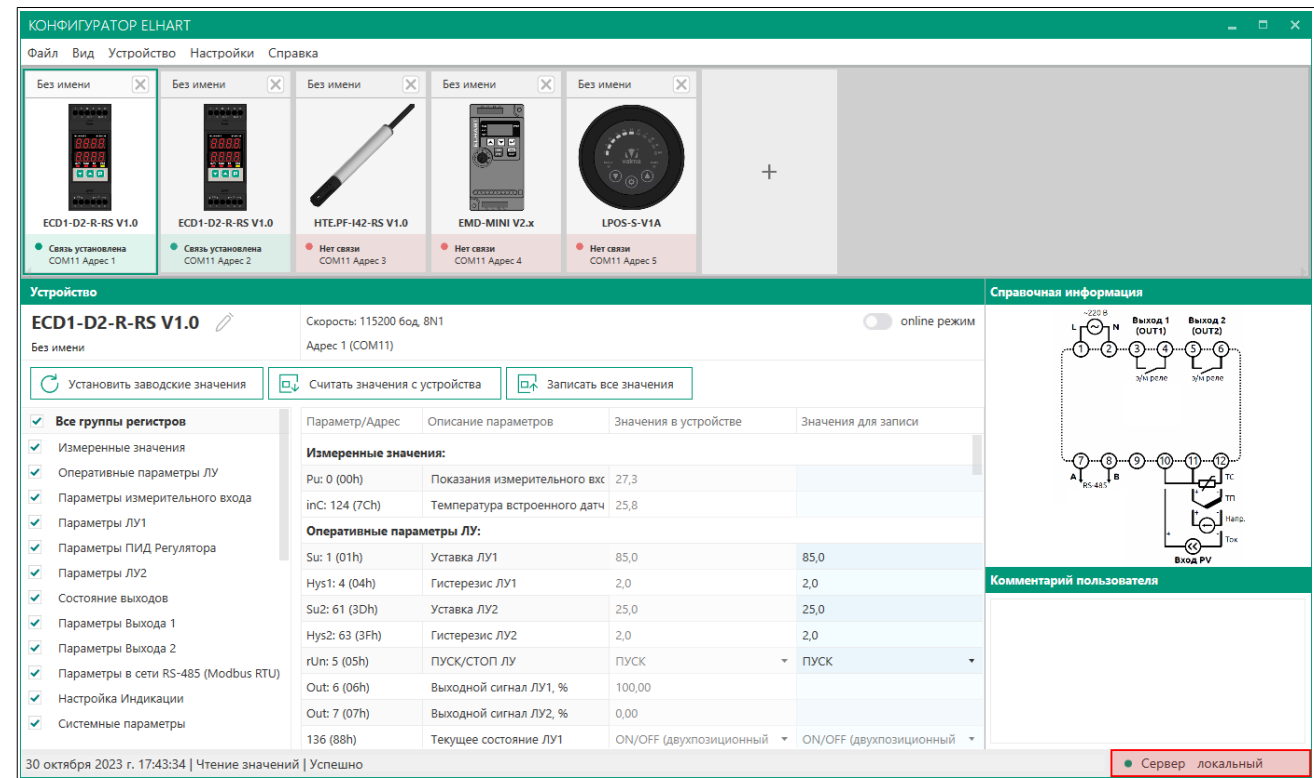 КОНФИГУРАТОР ELHART
Файл Вид Устройство Настройки Справка
Без имени
ECD1-D2-R-RS V1.0
Связь установлена
COM11 Адрес 1
Без имени
ECD1-D2-R-RS V1.0
Связь установлена
COM11 Адрес 2
Без имени
HTE.PF-I42-RS V1.0
Нет связи
COM11 Адрес 3
Без имени
EMD-MINI V2.x
Нет связи
COM11 Адрес 4
Без имени
LPOS-S-V1A
Нет связи
COM11 Адрес 5
+
Устройство
ECD1-D2-R-RS V1.0
Без имени
Скорость: 115200 бод, 8N1
Адрес 1 (COM11)
online режим
Установить заводские значения
Считать значения с устройства
Записать все значения
Все группы регистров
Измеренные значения
Оперативные параметры ЛУ
Параметры измерительного входа
Параметры ЛУ1
Параметры ПИД Регулятора
Параметры ЛУ2
Состояние выходов
Параметры Выхода 1
Параметры Выхода 2
Параметры в сети RS-485 (Modbus RTU)
Настройка Индикации
Системные параметры
Параметр/Адрес Описание параметров Значения в устройстве Значения для записи
Измеренные значения:
Pu: 0 (00h) Показания измерительного вхс 27,3
inC: 124 (7Ch) Температура встроенного датч 25,8
Оперативные параметры ЛУ:
Su: 1 (01h) Уставка ЛУ1 85,0 85,0
Hys1: 4 (04h) Гистерезис ЛУ1 2,0 2,0
Su2: 61 (3Dh) Уставка ЛУ2 25,0 25,0
Hys2: 63 (3Fh) Гистерезис ЛУ2 2,0 2,0
rUn: 5 (05h) ПУСК/СТОП ЛУ ПУСК ПУСК
Out: 6 (06h) Выходной сигнал ЛУ1, % 100,00
Out: 7 (07h) Выходной сигнал ЛУ2, % 0,00
136 (88h) Текущее состояние ЛУ1 ON/OFF (двухпозиционный ON/OFF (двухпозиционный
Справочная информация
~220 В
L N
Выход 1
(OUT1)
Выход 2
(OUT2)
1 2 3 4 5 6
э/м реле э/м реле
7 8 9 10 11 12
A B
RS-485
ТС
ТП
Напр.
Ток
Вход PV
Комментарий пользователя
30 октября 2023 г. 17:43:34 | Чтение значений | Успешно
Сервер локальный